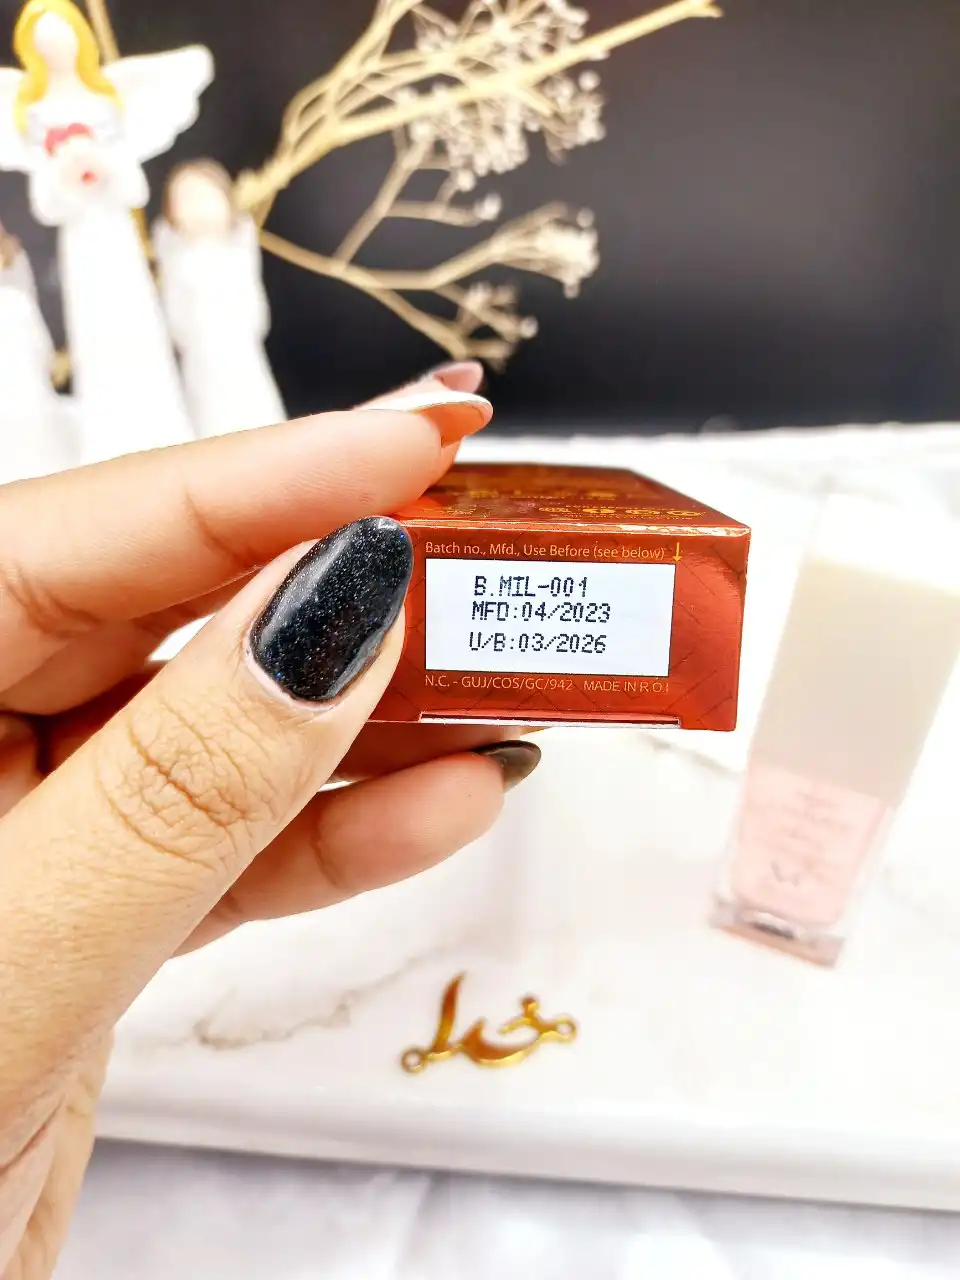 Batch no., Mfd., Use Before (see below) ↓
B.MIL-001
MFD:04/2023
U/B:03/2026
N.C. - GUJ/COS/GC/942 MADE IN R.O.I
خدا